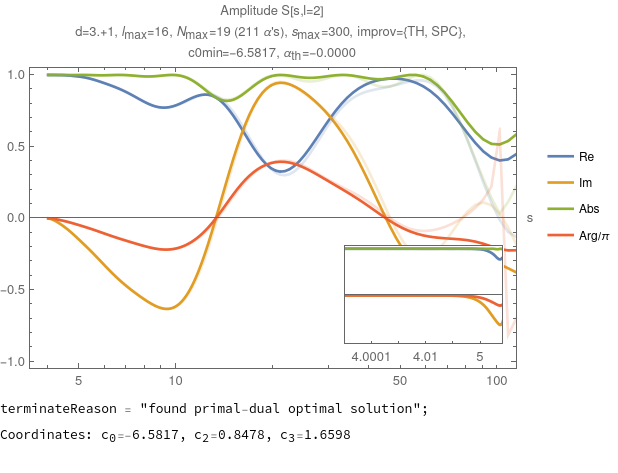 Amplitude S[s,l=2]
d=3.+1, lmax=16, Nmax=19 (211 α's), smax=300, improv={TH, SPC},
c0min=-6.5817, αth=-0.0000
1.0
0.5
0.0
-0.5
-1.0
5
10
50
100
s
4.0001
4.01
5
Re
Im
Abs
Arg/π
terminateReason = "found primal-dual optimal solution";
Coordinates: c0=-6.5817, c2=0.8478, c3=1.6598